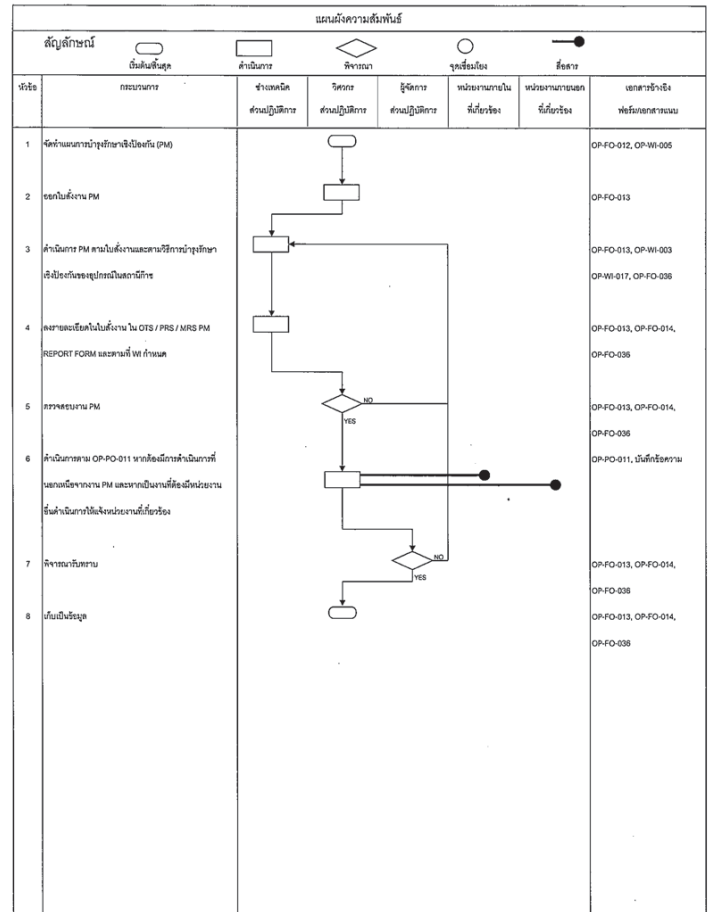 แผนผังความสัมพันธ์
สัญลักษณ์
เริ่มต้น/สิ้นสุด ดำเนินการ พิจารณา จุดเชื่อมโยง สื่อสาร
หัวข้อ กระบวนการ ช่างเทคนิค วิศวกร ผู้จัดการ หน่วยงานภายใน หน่วยงานภายนอก เอกสารอ้างอิง
ส่วนปฏิบัติการ ส่วนปฏิบัติการ ส่วนปฏิบัติการ ที่เกี่ยวข้อง ที่เกี่ยวข้อง ฟอร์ม/เอกสารแนบ
1 จัดทำแผนการบำรุงรักษาเชิงป้องกัน (PM) OP-FO-012, OP-WI-005
2 ออกใบสั่งงาน PM OP-FO-013
3 ดำเนินการ PM ตามใบสั่งงานและตามวิธีการบำรุงรักษา OP-FO-013, OP-WI-003
เชิงป้องกันของอุปกรณ์ในสถานีก๊าซ OP-WI-017, OP-FO-036
4 ลงรายละเอียดในใบสั่งงาน ใน OTS / PRS / MRS PM OP-FO-013, OP-FO-014,
REPORT FORM และตามที่ WI กำหนด OP-FO-036
NO
5 ตรวจสอบงาน PM OP-FO-013, OP-FO-014,
YES
OP-FO-036
6 ดำเนินการตาม OP-PO-011 หากต้องมีการดำเนินการที่ OP-PO-011, บันทึกข้อความ
นอกเหนือจากงาน PM และหากเป็นงานที่ต้องมีหน่วยงาน
อื่นดำเนินการให้แจ้งหน่วยงานที่เกี่ยวข้อง
NO
7 พิจารณารับทราบ OP-FO-013, OP-FO-014,
YES
OP-FO-036
8 เก็บเป็นข้อมูล OP-FO-013, OP-FO-014,
OP-FO-036